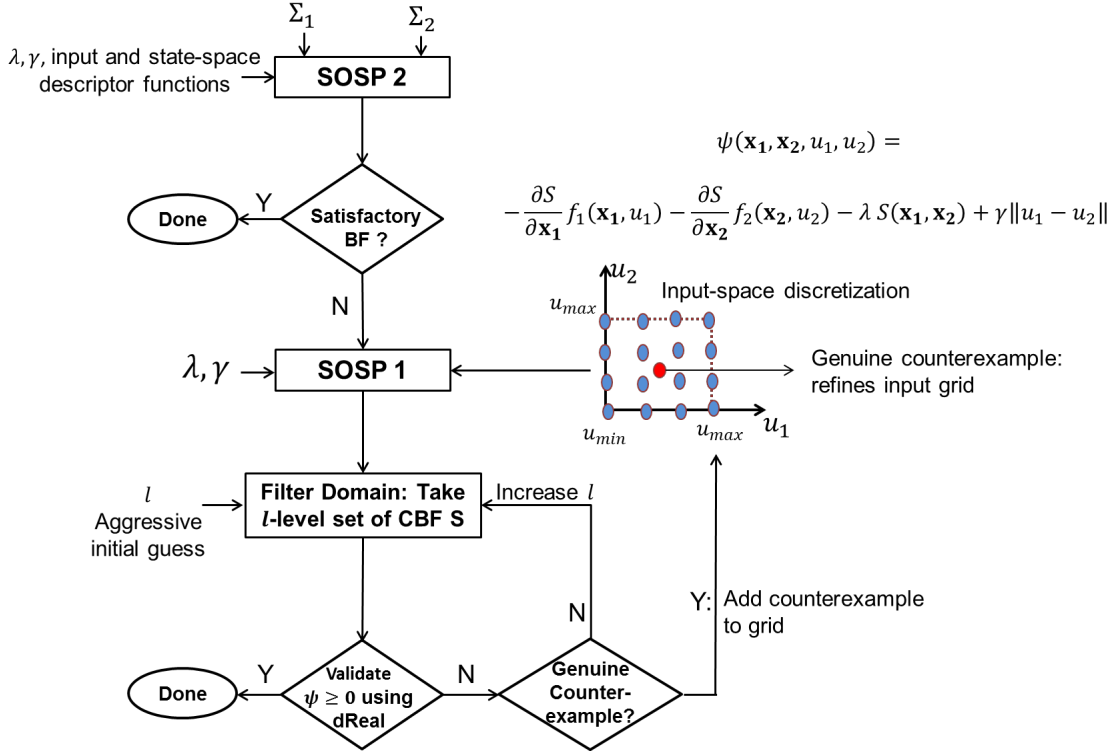 Σ₁
Σ₂
λ, γ, input and state-space
descriptor functions
SOSP 2
Y
Done
Satisfactory
BF ?
N
ψ(x₁, x₂, u₁, u₂) =
−∂S/∂x₁ f₁(x₁, u₁) − ∂S/∂x₂ f₂(x₂, u₂) − λ S(x₁, x₂) + γ‖u₁ − u₂‖
u₂
Input-space discretization
uₘₐₓ
Genuine counterexample:
refines input grid
uₘᵢₙ
uₘₐₓ
u₁
λ, γ
SOSP 1
l
Aggressive
initial guess
Filter Domain: Take
l-level set of CBF S
Increase l
N
Y:
Add counterexample
to grid
Done
Y
Validate
ψ ≥ 0 using
dReal
N
Genuine
Counter-
example?